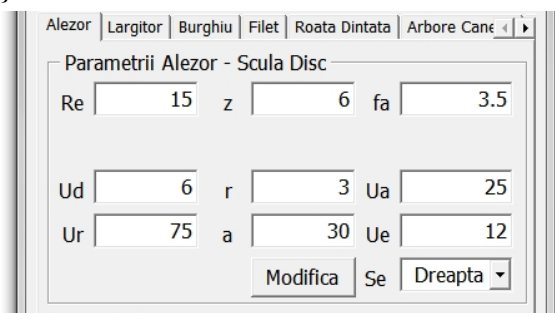 Alezor Largitor Burghiu Filet Roata Dintata Arbore Cane
Parametrii Alezor - Scula Disc
Re 15 z 6 fa 3.5
Ud 6 r 3 Ua 25
Ur 75 a 30 Ue 12
Modifica Se Dreapta